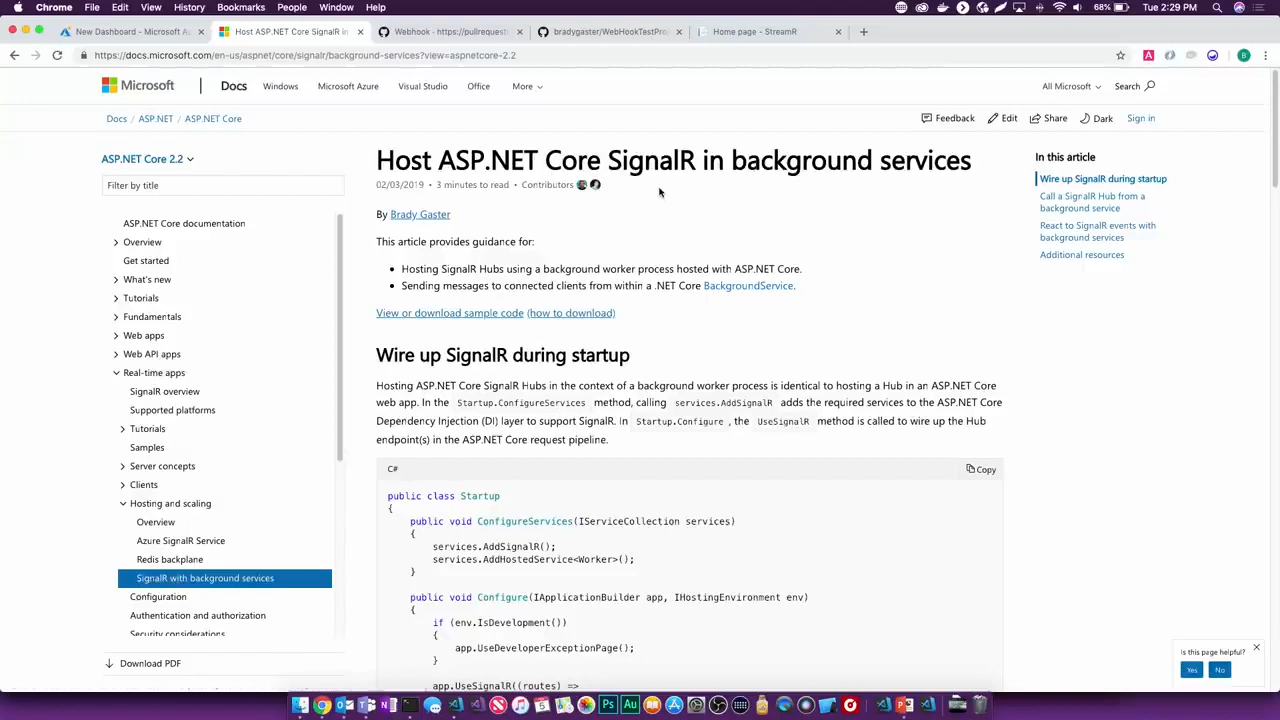 Chrome File Edit View History Bookmarks People Window Help 68% Tue 2:29 PM
New Dashboard - Microsoft A Host ASP.NET Core SignalR in Webhook - https://pullrequest bradygaster/WebHookTestProj Home page - StreamR
https://docs.microsoft.com/en-us/aspnet/core/signalr/background-services?view=aspnetcore-2.2
Microsoft Docs Windows Microsoft Azure Visual Studio Office More All Microsoft Search
Docs / ASP.NET / ASP.NET Core Feedback Edit Share Dark Sign in
ASP.NET Core 2.2
Filter by title
ASP.NET Core documentation
Overview
Get started
What's new
Tutorials
Fundamentals
Web apps
Web API apps
Real-time apps
SignalR overview
Supported platforms
Tutorials
Samples
Server concepts
Clients
Hosting and scaling
Overview
Azure SignalR Service
Redis backplane
SignalR with background services
Configuration
Authentication and authorization
Security considerations
Download PDF
Host ASP.NET Core SignalR in background services
02/03/2019 • 3 minutes to read • Contributors
By Brady Gaster
This article provides guidance for:
• Hosting SignalR Hubs using a background worker process hosted with ASP.NET Core.
• Sending messages to connected clients from within a .NET Core BackgroundService.
View or download sample code (how to download)
Wire up SignalR during startup
Hosting ASP.NET Core SignalR Hubs in the context of a background worker process is identical to hosting a Hub in an ASP.NET Core
web app. In the Startup.ConfigureServices method, calling services.AddSignalR adds the required services to the ASP.NET Core
Dependency Injection (DI) layer to support SignalR. In Startup.Configure , the UseSignalR method is called to wire up the Hub
endpoint(s) in the ASP.NET Core request pipeline.
C# Copy
public class Startup
{
public void ConfigureServices(IServiceCollection services)
{
services.AddSignalR();
services.AddHostedService<Worker>();
}
public void Configure(IApplicationBuilder app, IHostingEnvironment env)
{
if (env.IsDevelopment())
{
app.UseDeveloperExceptionPage();
}
app.UseSignalR((routes) =>
In this article
Wire up SignalR during startup
Call a SignalR Hub from a
background service
React to SignalR events with
background services
Additional resources
Is this page helpful?
Yes No
Ps Au